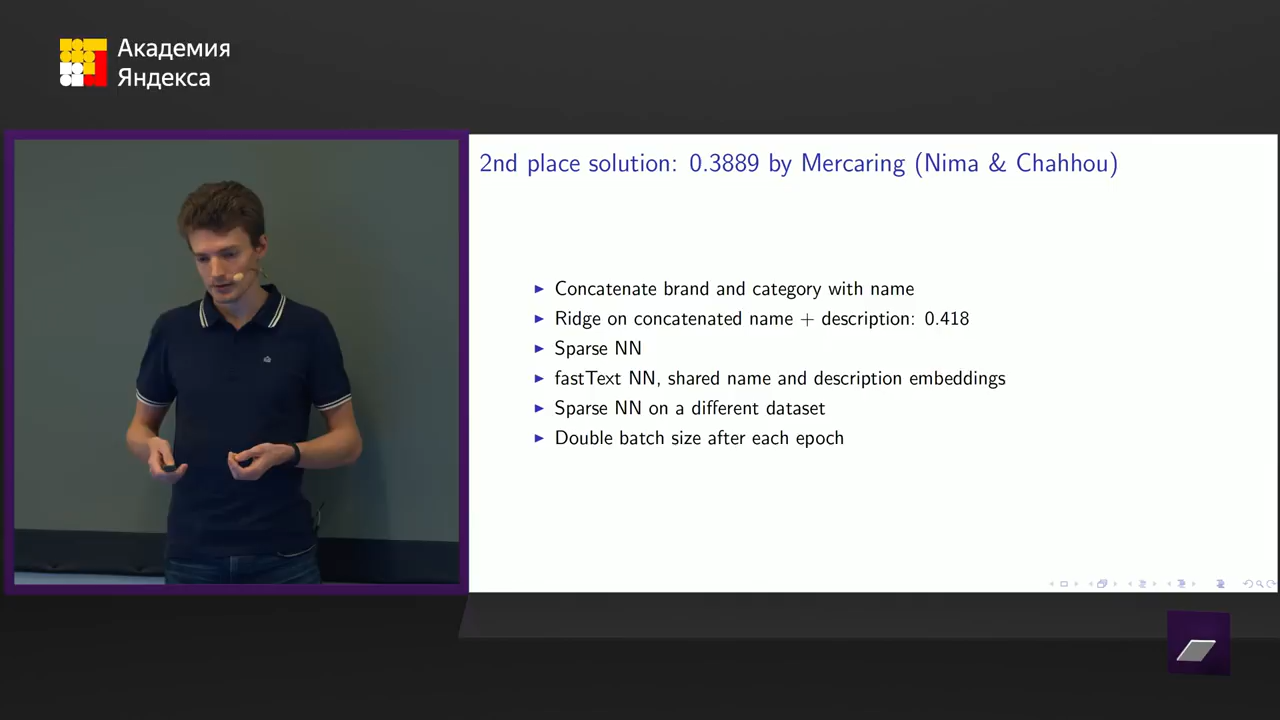 Академия
Яндекса
2nd place solution: 0.3889 by Mercaring (Nima & Chahhou)
Concatenate brand and category with name
Ridge on concatenated name + description: 0.418
Sparse NN
fastText NN, shared name and description embeddings
Sparse NN on a different dataset
Double batch size after each epoch